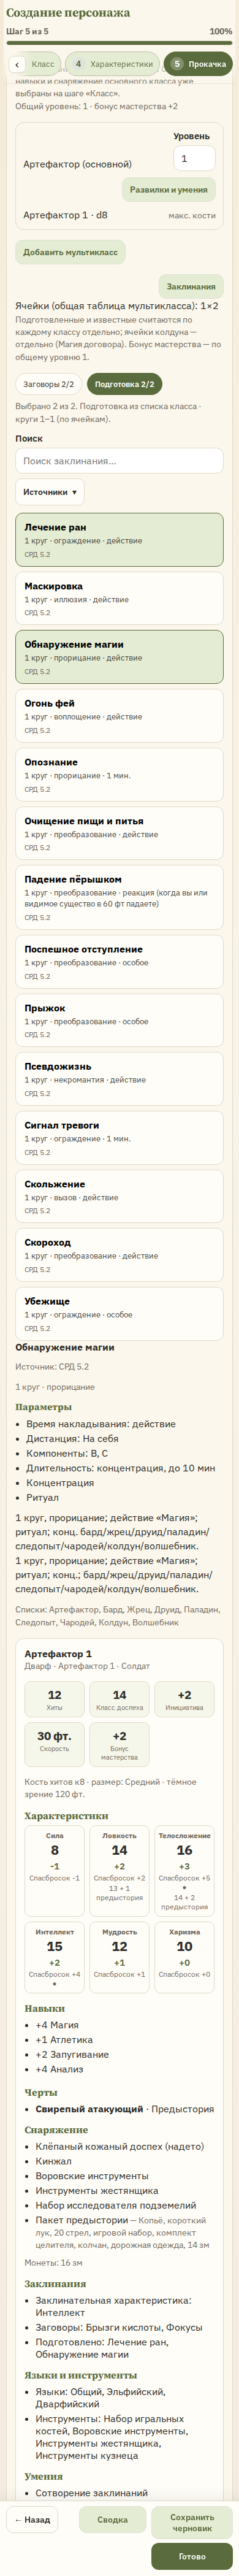 Создание персонажа
Шаг 5 из 5
100%
‹
Класс
4 Характеристики
5 Прокачка
навыки и снаряжение основного класса уже
выбраны на шаге «Класс».
Общий уровень: 1 · бонус мастерства +2
Уровень
Артефактор (основной)
1
Развилки и умения
Артефактор 1 · d8
макс. кости
Добавить мультикласс
Заклинания
Ячейки (общая таблица мультикласса): 1×2
Подготовленные и известные считаются по
каждому классу отдельно; ячейки колдуна —
отдельно (Магия договора). Бонус мастерства — по
общему уровню 1.
Заговоры 2/2
Подготовка 2/2
Выбрано 2 из 2. Подготовка из списка класса ·
круги 1–1 (по ячейкам).
Поиск
Поиск заклинания…
Источники ▾
Лечение ран
1 круг · ограждение · действие
СРД 5.2
Маскировка
1 круг · иллюзия · действие
СРД 5.2
Обнаружение магии
1 круг · прорицание · действие
СРД 5.2
Огонь фей
1 круг · воплощение · действие
СРД 5.2
Опознание
1 круг · прорицание · 1 мин.
СРД 5.2
Очищение пищи и питья
1 круг · преобразование · действие
СРД 5.2
Падение пёрышком
1 круг · преобразование · реакция (когда вы или
видимое существо в 60 фт падаете)
СРД 5.2
Поспешное отступление
1 круг · преобразование · особое
СРД 5.2
Прыжок
1 круг · преобразование · особое
СРД 5.2
Псевдожизнь
1 круг · некромантия · действие
СРД 5.2
Сигнал тревоги
1 круг · ограждение · 1 мин.
СРД 5.2
Скольжение
1 круг · вызов · действие
СРД 5.2
Скороход
1 круг · преобразование · действие
СРД 5.2
Убежище
1 круг · ограждение · особое
СРД 5.2
Обнаружение магии
Источник: СРД 5.2
1 круг · прорицание
Параметры
• Время накладывания: действие
• Дистанция: На себя
• Компоненты: В, С
• Длительность: концентрация, до 10 мин
• Концентрация
• Ритуал
1 круг, прорицание; действие «Магия»;
ритуал; конц. бард/жрец/друид/паладин/
следопыт/чародей/колдун/волшебник.
1 круг, прорицание; действие «Магия»;
ритуал; конц.; бард/жрец/друид/паладин/
следопыт/чародей/колдун/волшебник.
Списки: Артефактор, Бард, Жрец, Друид, Паладин,
Следопыт, Чародей, Колдун, Волшебник
Артефактор 1
Дварф · Артефактор 1 · Солдат
12
Хиты
14
Класс доспеха
+2
Инициатива
30 фт.
Скорость
+2
Бонус
мастерства
Кость хитов к8 · размер: Средний · тёмное
зрение 120 фт.
Характеристики
Сила
8
-1
Спасбросок -1
Ловкость
14
+2
Спасбросок +2
13 + 1
предыстория
Телосложение
16
+3
Спасбросок +5
•
14 + 2
предыстория
Интеллект
15
+2
Спасбросок +4
•
Мудрость
12
+1
Спасбросок +1
Харизма
10
+0
Спасбросок +0
Навыки
• +4 Магия
• +1 Атлетика
• +2 Запугивание
• +4 Анализ
Черты
• Свирепый атакующий · Предыстория
Снаряжение
• Клёпаный кожаный доспех (надето)
• Кинжал
• Воровские инструменты
• Инструменты жестянщика
• Набор исследователя подземелий
• Пакет предыстории — Копьё, короткий
лук, 20 стрел, игровой набор, комплект
целителя, колчан, дорожная одежда, 14 зм
Монеты: 16 зм
Заклинания
• Заклинательная характеристика:
Интеллект
• Заговоры: Брызги кислоты, Фокусы
• Подготовлено: Лечение ран,
Обнаружение магии
Языки и инструменты
• Языки: Общий, Эльфийский,
Дварфийский
• Инструменты: Набор игральных
костей, Воровские инструменты,
Инструменты жестянщика,
Инструменты кузнеца
Умения
• Сотворение заклинаний
← Назад
Сводка
Сохранить
черновик
Готово